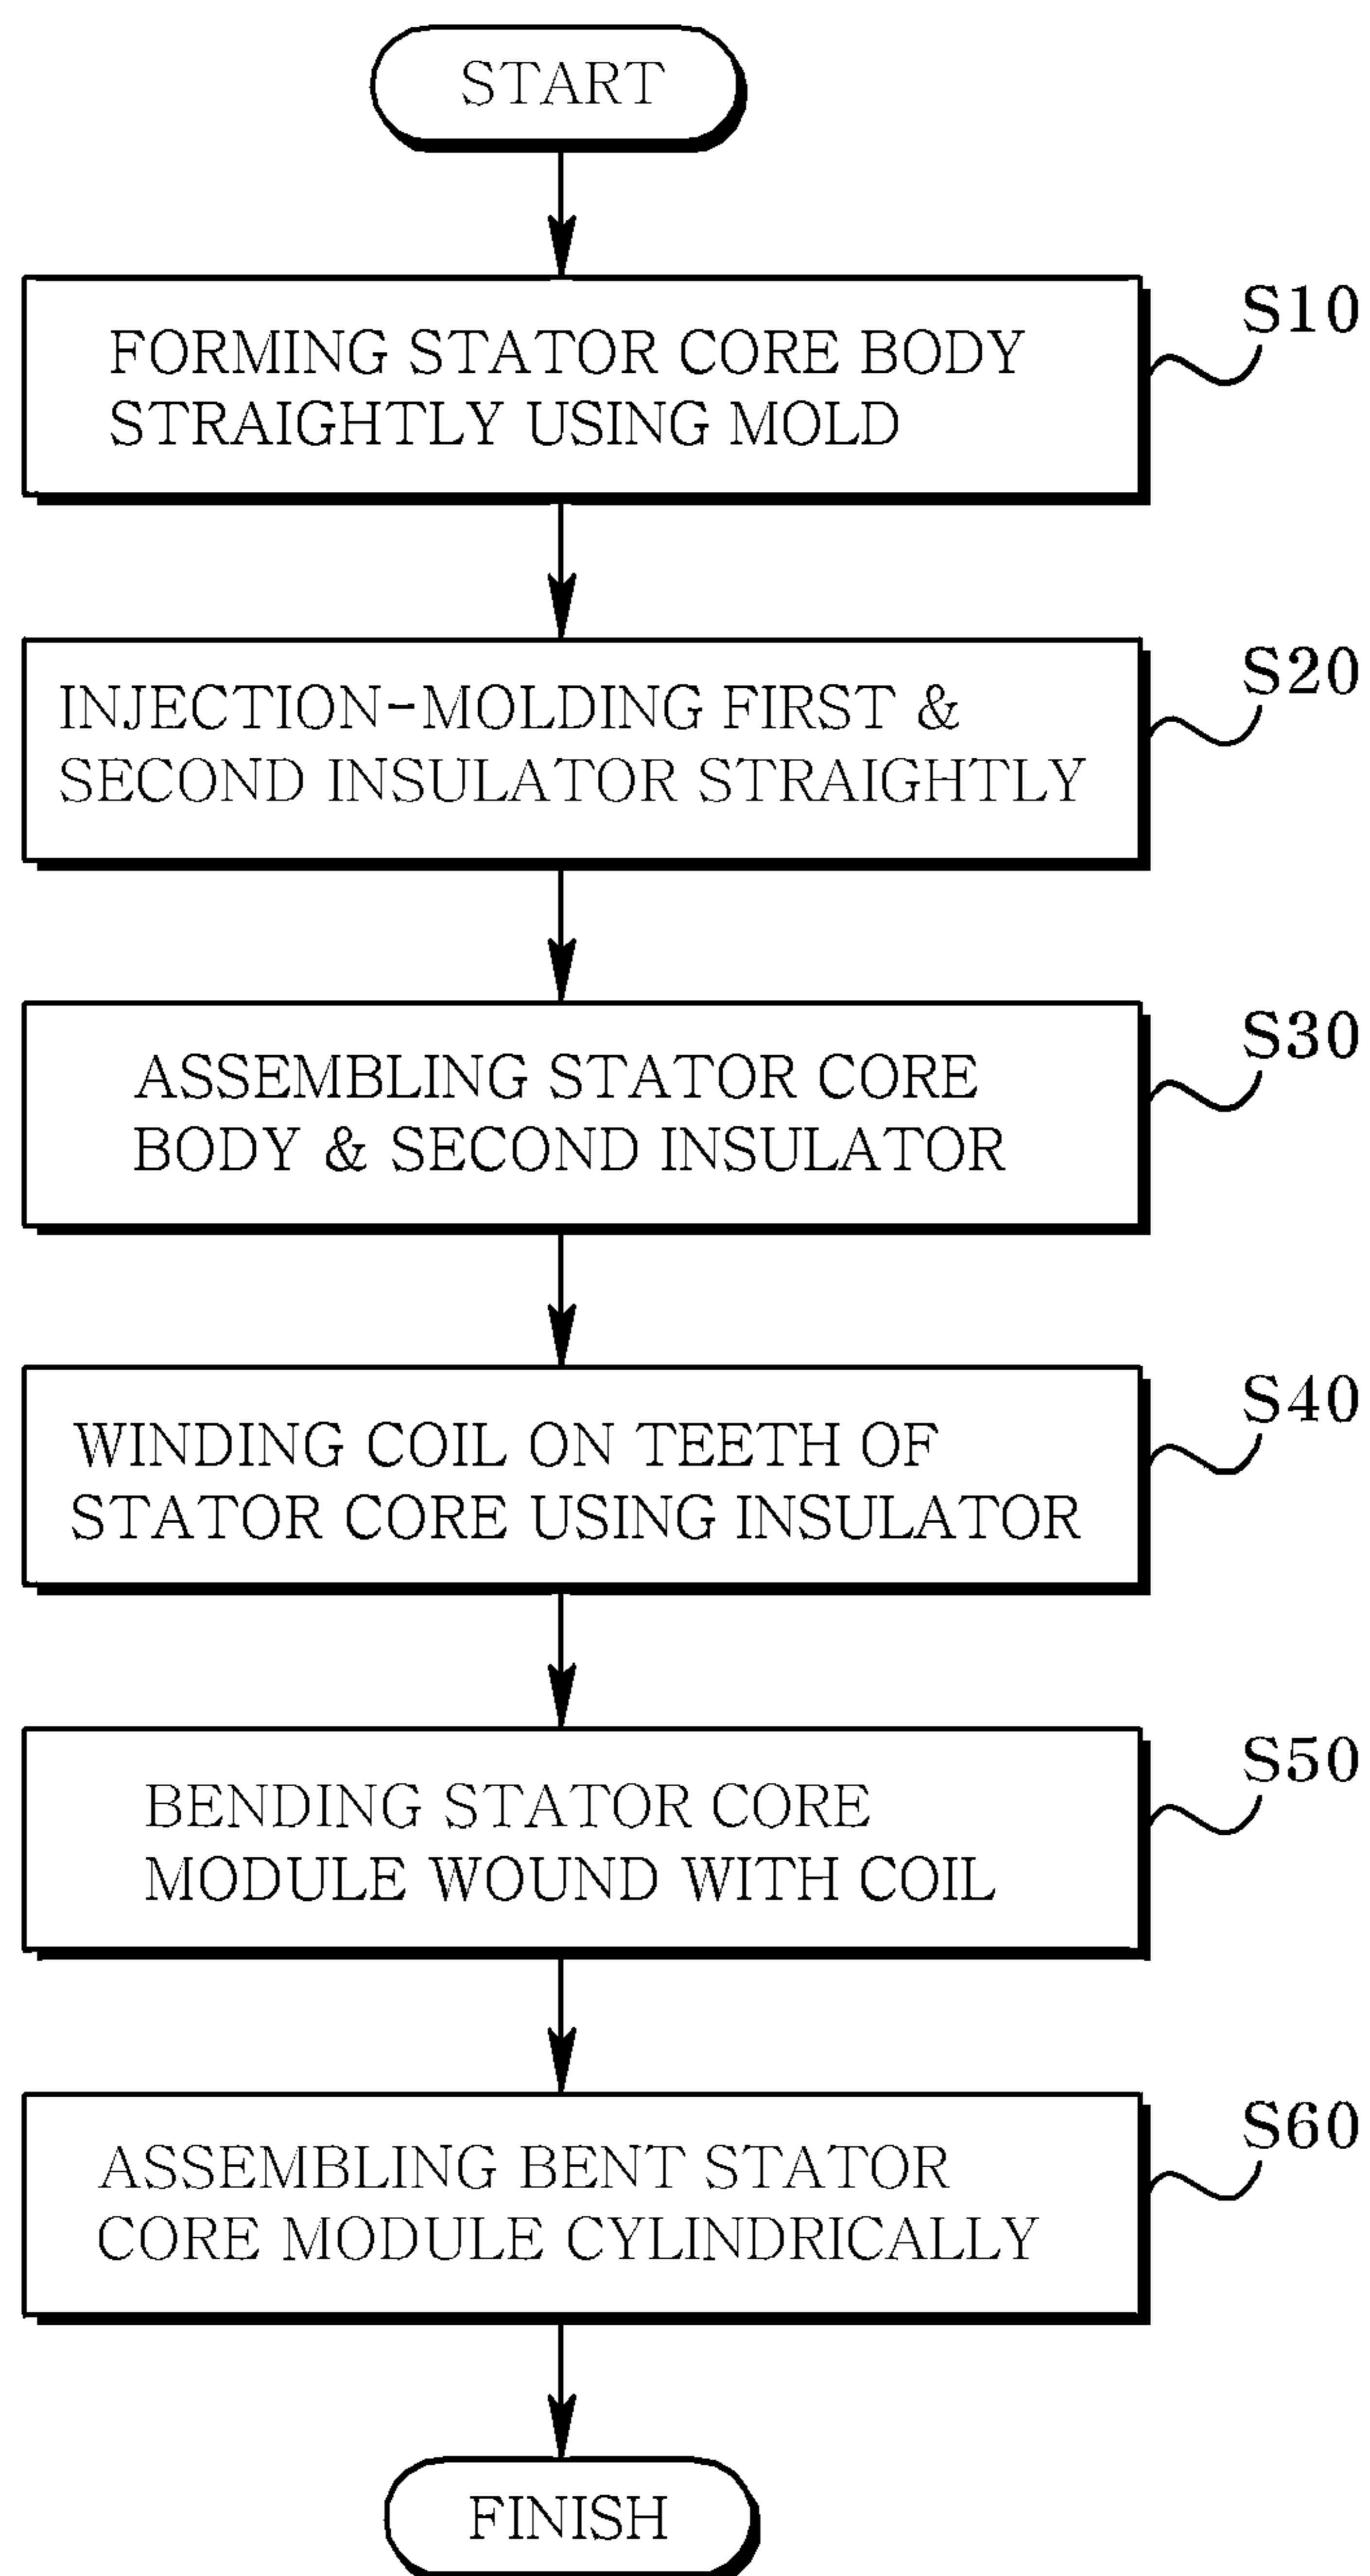 START
FORMING STATOR CORE BODY
STRAIGHTLY USING MOLD
S10
INJECTION-MOLDING FIRST &
SECOND INSULATOR STRAIGHTLY
S20
ASSEMBLING STATOR CORE
BODY & SECOND INSULATOR
S30
WINDING COIL ON TEETH OF
STATOR CORE USING INSULATOR
S40
BENDING STATOR CORE
MODULE WOUND WITH COIL
S50
ASSEMBLING BENT STATOR
CORE MODULE CYLINDRICALLY
S60
FINISH